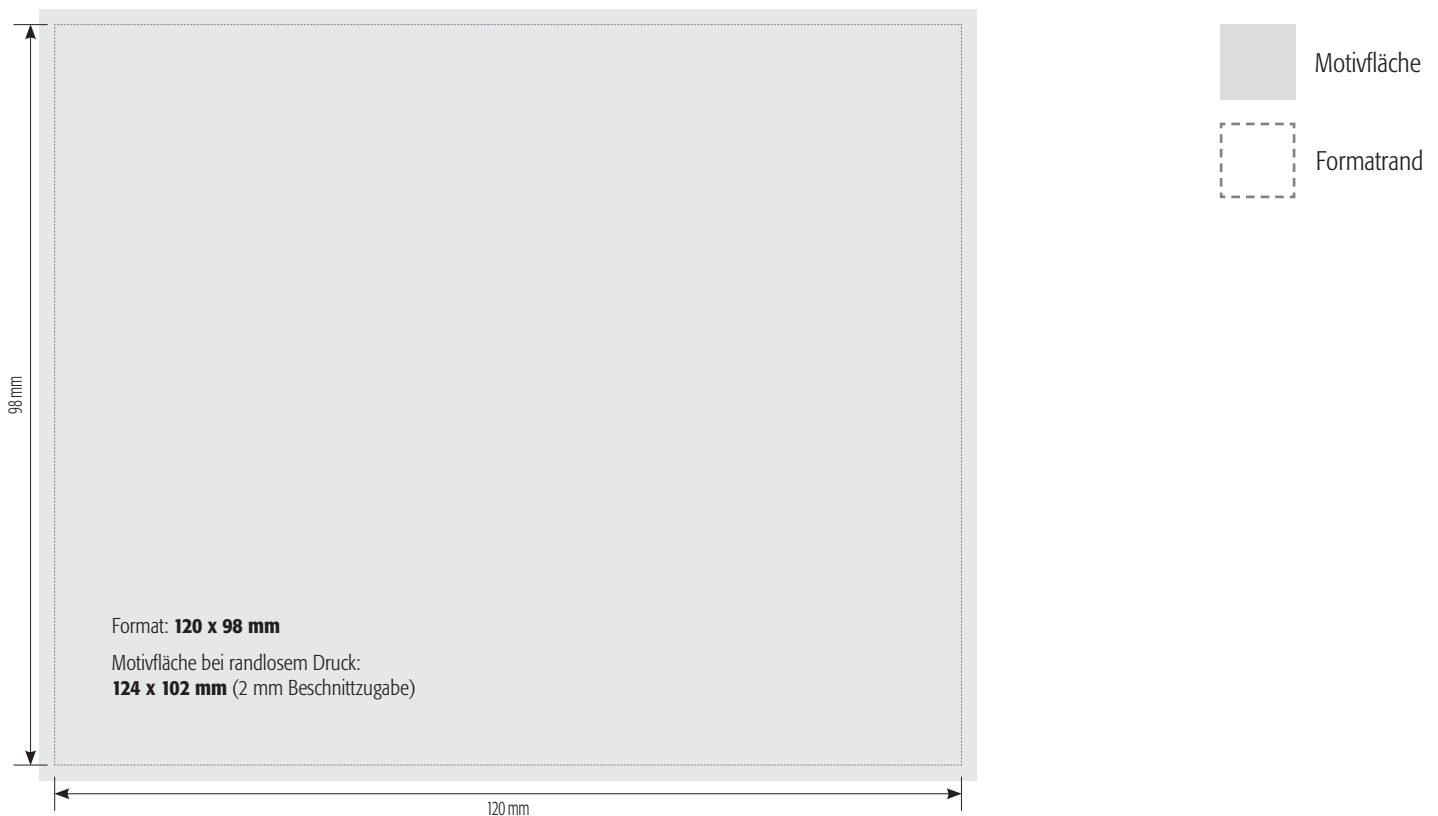 Motivfläche
Formatrand
98 mm
Format: 120 x 98 mm
Motivfläche bei randlosem Druck:
124 x 102 mm (2 mm Beschnittzugabe)
120 mm